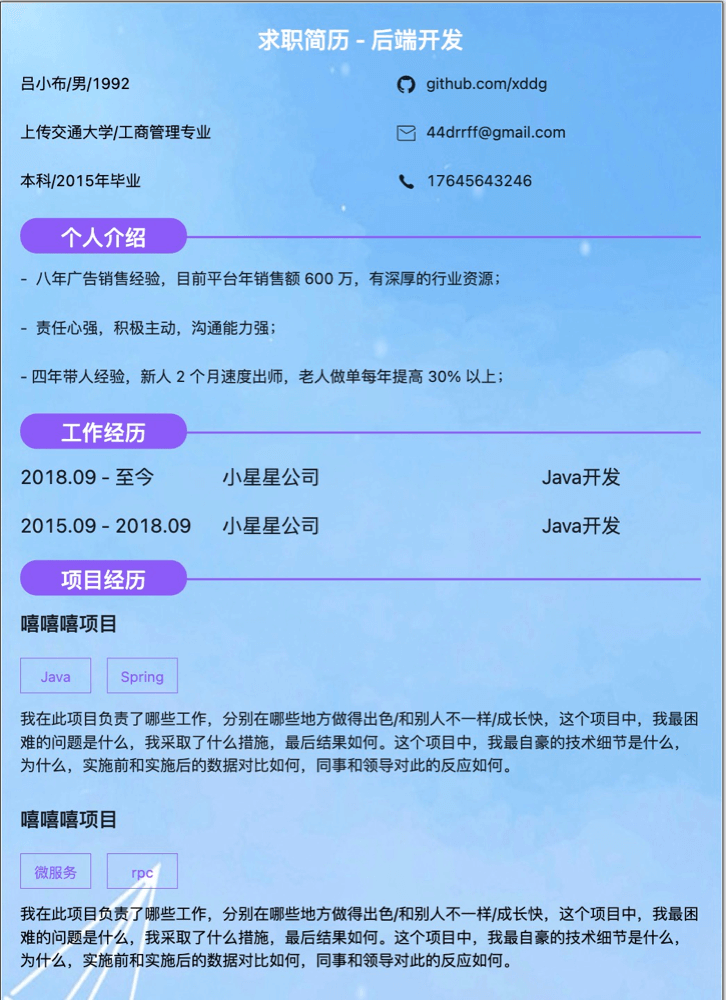 求职简历 - 后端开发
吕小布/男/1992
github.com/xddg
上传交通大学/工商管理专业
44drrff@gmail.com
本科/2015年毕业
17645643246
个人介绍
- 八年广告销售经验，目前平台年销售额 600 万，有深厚的行业资源；
- 责任心强，积极主动，沟通能力强；
- 四年带人经验，新人 2 个月速度出师，老人做单每年提高 30% 以上；
工作经历
2018.09 - 至今 小星星公司 Java开发
2015.09 - 2018.09 小星星公司 Java开发
项目经历
嘻嘻嘻项目
Java Spring
我在此项目负责了哪些工作，分别在哪些地方做得出色/和别人不一样/成长快，这个项目中，我最困
难的问题是什么，我采取了什么措施，最后结果如何。这个项目中，我最自豪的技术细节是什么，
为什么，实施前和实施后的数据对比如何，同事和领导对此的反应如何。
嘻嘻嘻项目
微服务 rpc
我在此项目负责了哪些工作，分别在哪些地方做得出色/和别人不一样/成长快，这个项目中，我最困
难的问题是什么，我采取了什么措施，最后结果如何。这个项目中，我最自豪的技术细节是什么，
为什么，实施前和实施后的数据对比如何，同事和领导对此的反应如何。